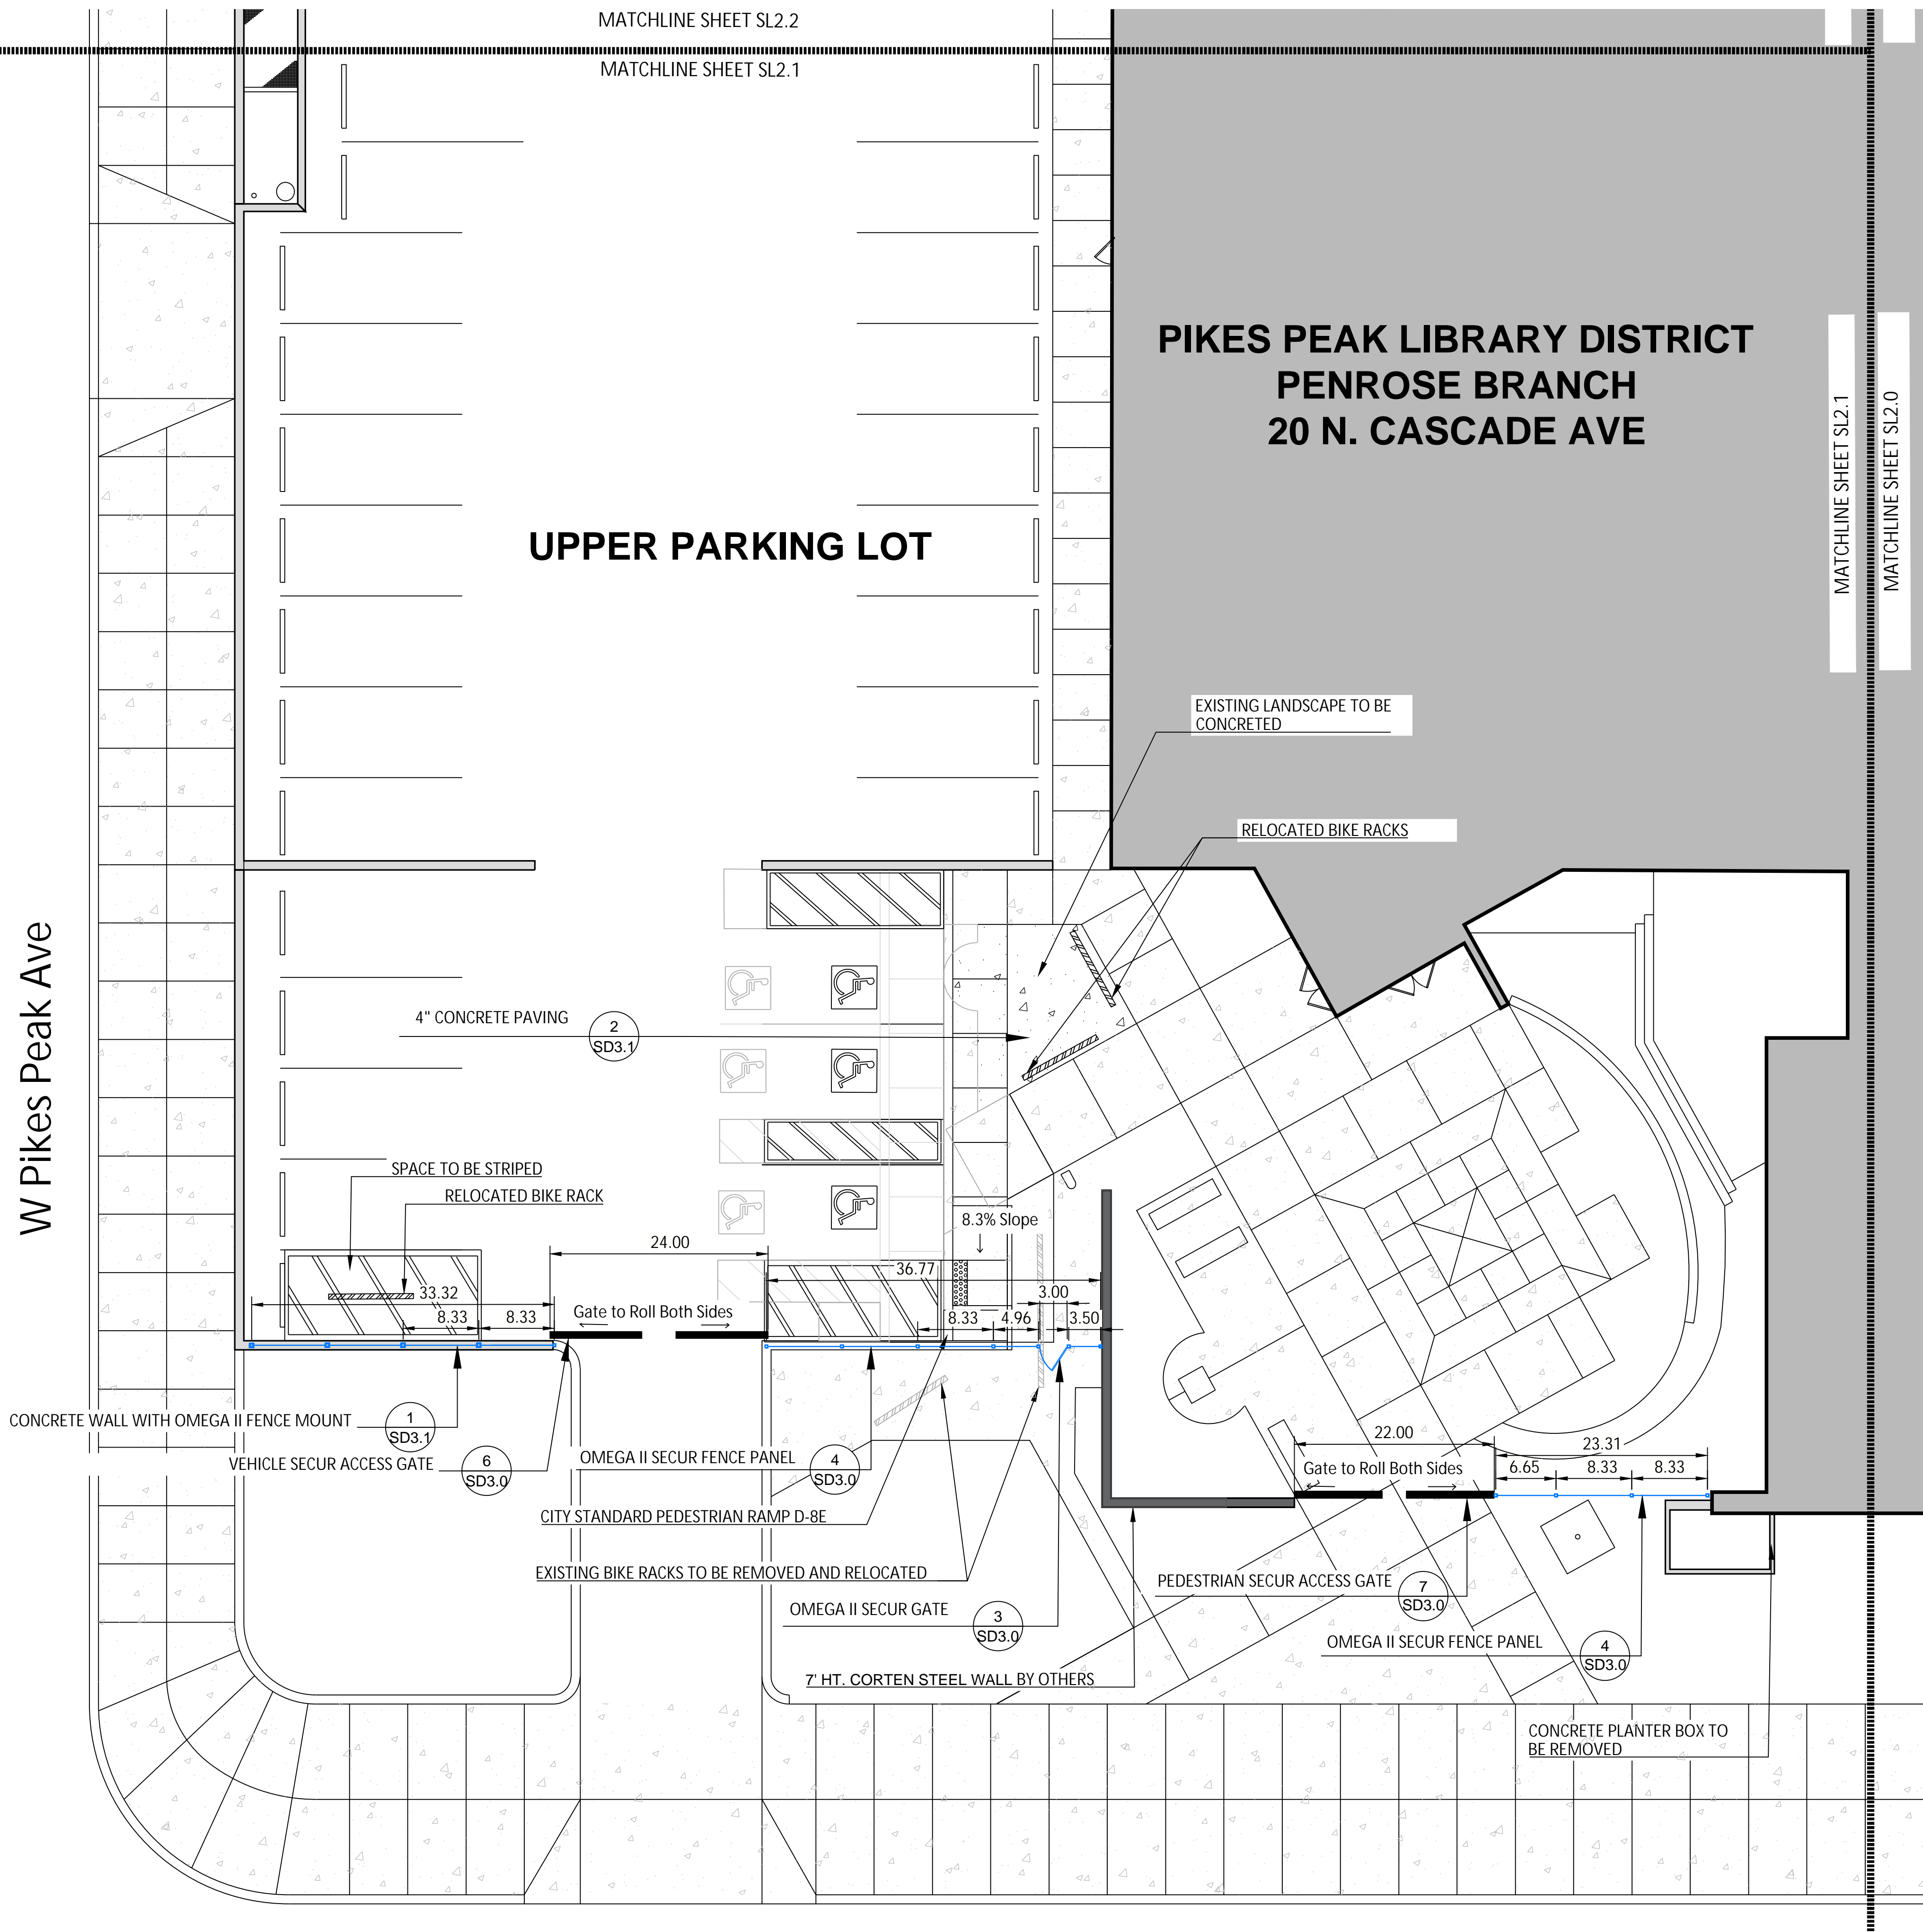 MATCHLINE SHEET SL2.2
MATCHLINE SHEET SL2.1
PIKES PEAK LIBRARY DISTRICT
PENROSE BRANCH
20 N. CASCADE AVE
MATCHLINE SHEET SL2.1
MATCHLINE SHEET SL2.0
UPPER PARKING LOT
EXISTING LANDSCAPE TO BE
CONCRETED
RELOCATED BIKE RACKS
W Pikes Peak Ave
4" CONCRETE PAVING
2
SD3.1
SPACE TO BE STRIPED
RELOCATED BIKE RACK
8.3% Slope
24.00
36.77
33.32
3.00
8.33
8.33
Gate to Roll Both Sides
8.33
4.96
3.50
CONCRETE WALL WITH OMEGA II FENCE MOUNT
1
SD3.1
VEHICLE SECUR ACCESS GATE
6
SD3.0
OMEGA II SECUR FENCE PANEL
4
SD3.0
22.00
23.31
Gate to Roll Both Sides
6.65
8.33
8.33
CITY STANDARD PEDESTRIAN RAMP D-8E
EXISTING BIKE RACKS TO BE REMOVED AND RELOCATED
PEDESTRIAN SECUR ACCESS GATE
7
SD3.0
OMEGA II SECUR GATE
3
SD3.0
OMEGA II SECUR FENCE PANEL
4
SD3.0
7' HT. CORTEN STEEL WALL BY OTHERS
CONCRETE PLANTER BOX TO
BE REMOVED